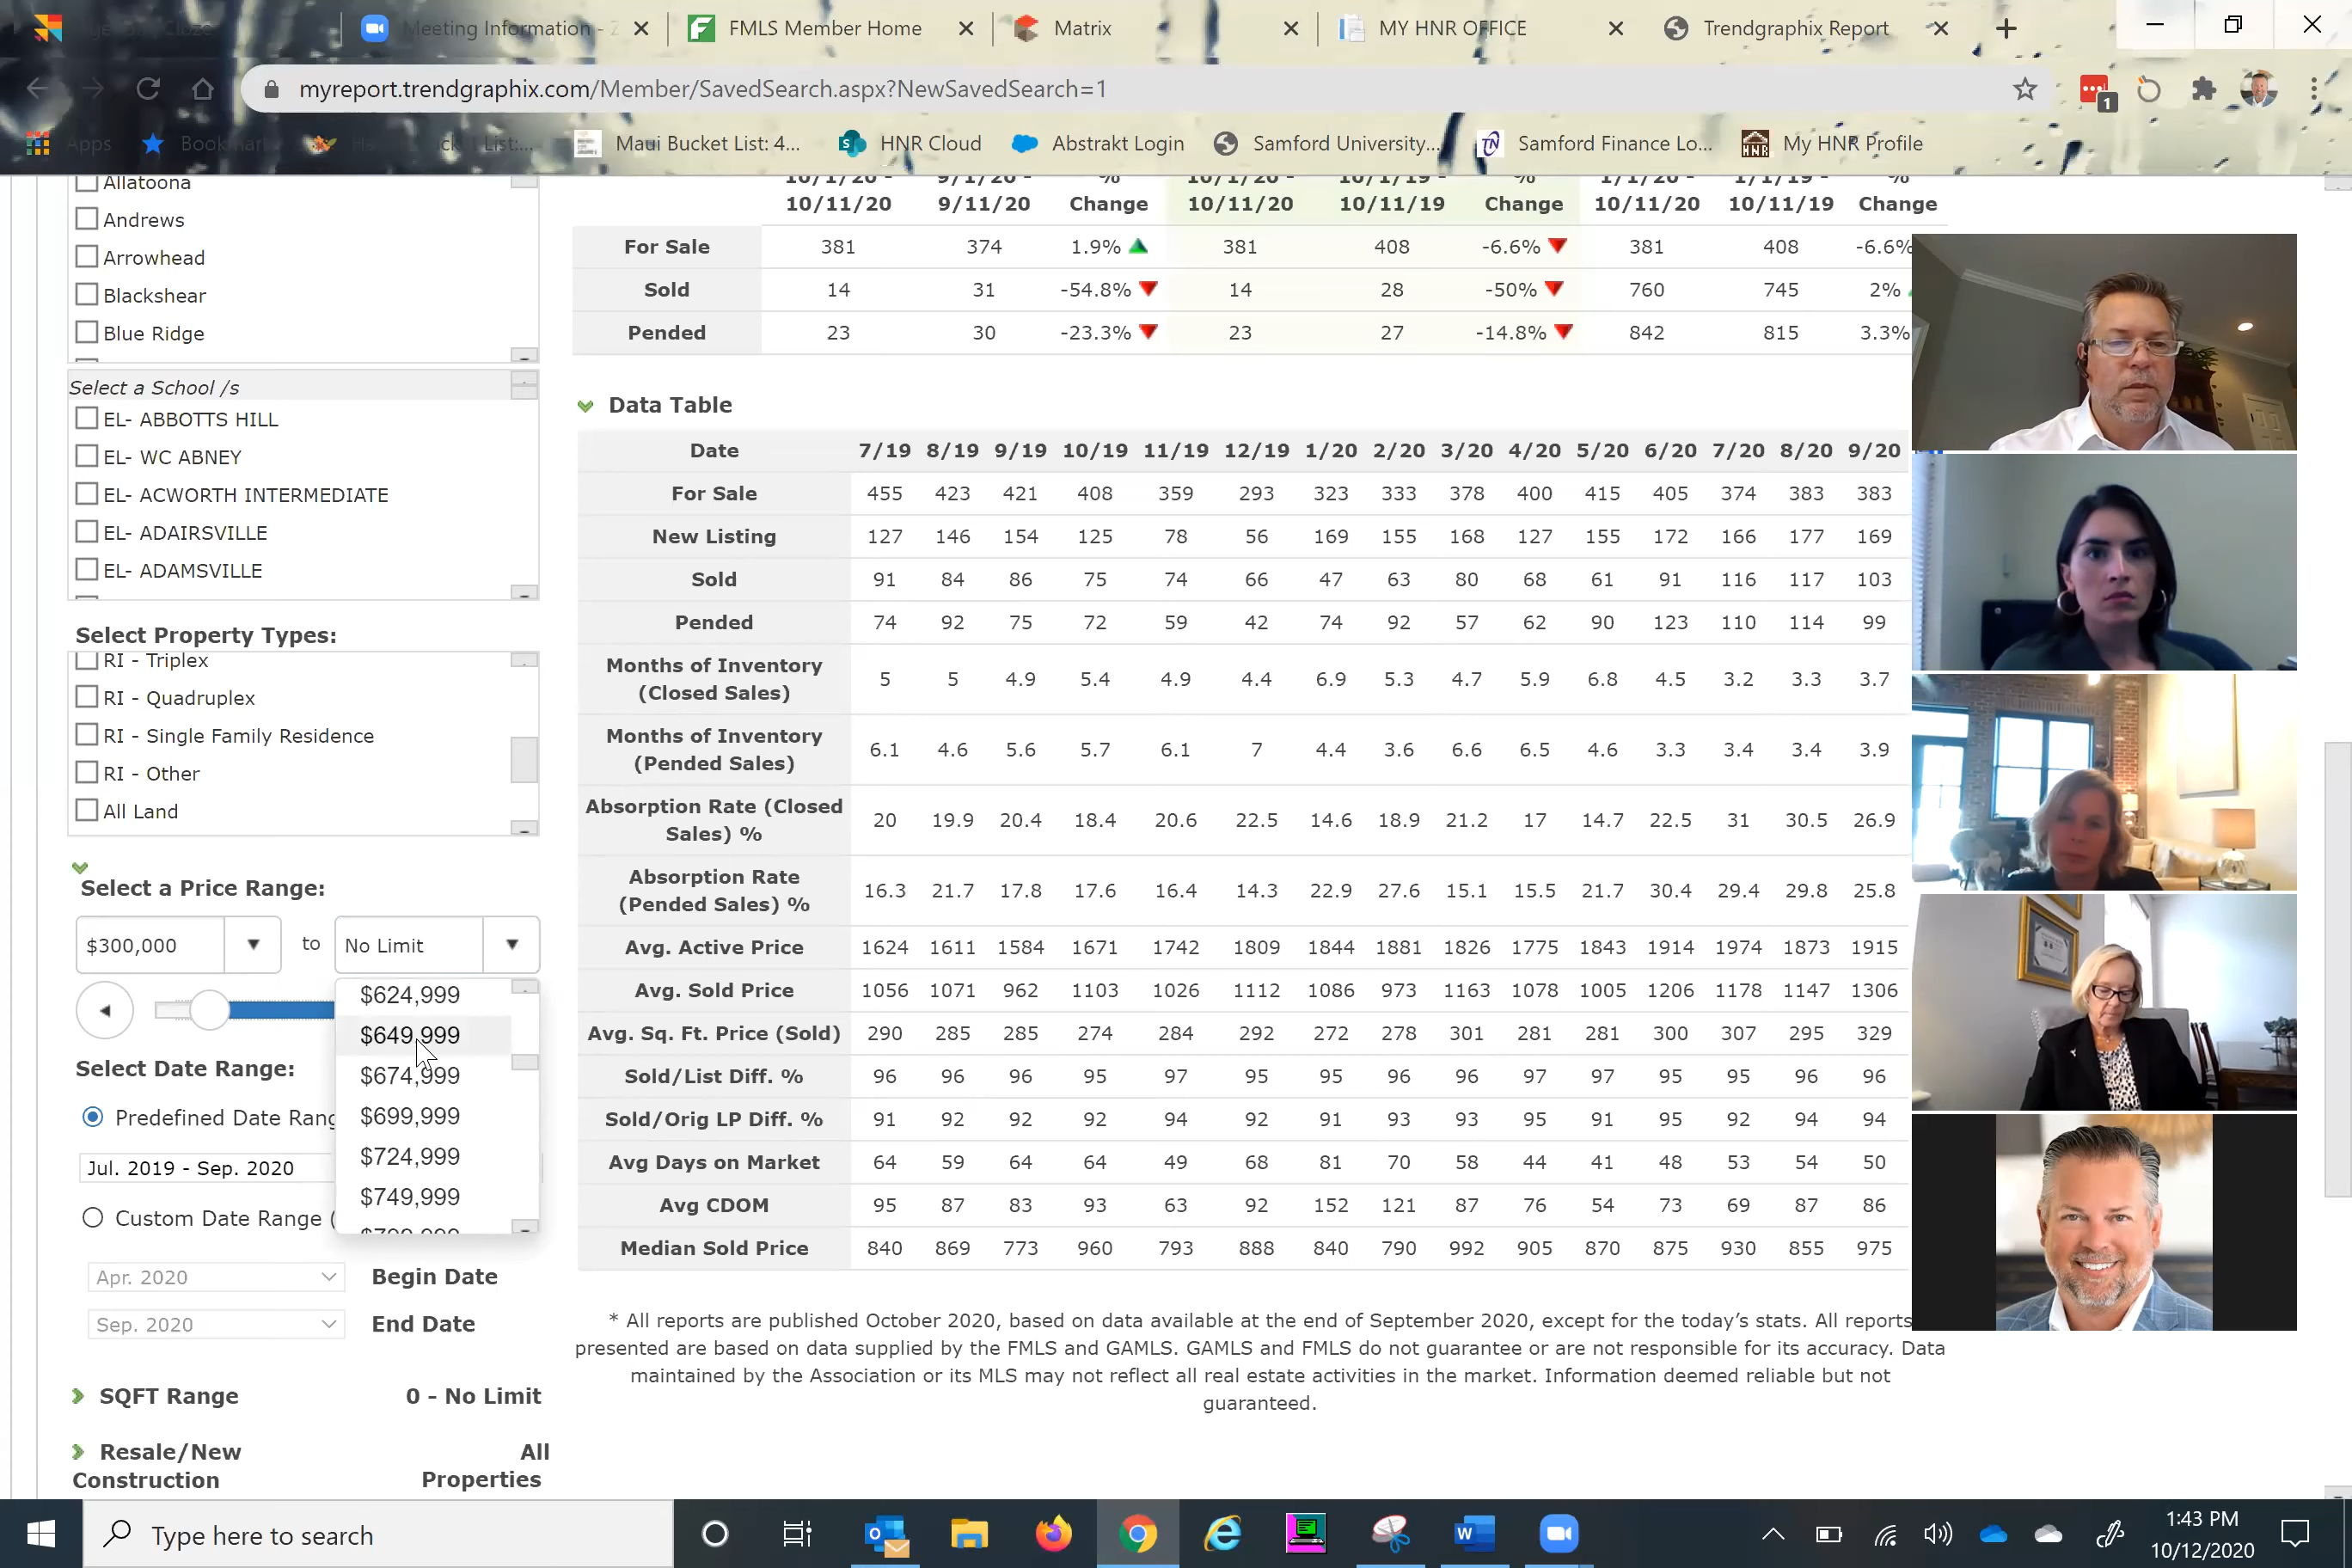 Meeting Information - Z
FMLS Member Home
Matrix
MY HNR OFFICE
Trendgraphix Report
myreport.trendgraphix.com/Member/SavedSearch.aspx?NewSavedSearch=1
1
Apps
Bookmark
Maui Bucket List: 4...
HNR Cloud
Abstrakt Login
Samford University...
Samford Finance Lo...
My HNR Profile
Allatoona
Andrews
Arrowhead
Blackshear
Blue Ridge
Select a School /s
EL- ABBOTTS HILL
EL- WC ABNEY
EL- ACWORTH INTERMEDIATE
EL- ADAIRSVILLE
EL- ADAMSVILLE
Select Property Types:
RI - Triplex
RI - Quadruplex
RI - Single Family Residence
RI - Other
All Land
Select a Price Range:
$300,000 to No Limit
$624,999
$649,999
$674,999
$699,999
$724,999
$749,999
Select Date Range:
Predefined Date Rang
Jul. 2019 - Sep. 2020
Custom Date Range (
Apr. 2020 Begin Date
Sep. 2020 End Date
SQFT Range 0 - No Limit
Resale/New All
Construction Properties
10/1/20 - 9/1/20 - % 10/1/20 - 10/1/19 - % 1/1/20 - 1/1/19 - %
10/11/20 9/11/20 Change 10/11/20 10/11/19 Change 10/11/20 10/11/19 Change
For Sale 381 374 1.9% 381 408 -6.6% 381 408 -6.6%
Sold 14 31 -54.8% 14 28 -50% 760 745 2%
Pended 23 30 -23.3% 23 27 -14.8% 842 815 3.3%
Data Table
Date 7/19 8/19 9/19 10/19 11/19 12/19 1/20 2/20 3/20 4/20 5/20 6/20 7/20 8/20 9/20
For Sale 455 423 421 408 359 293 323 333 378 400 415 405 374 383 383
New Listing 127 146 154 125 78 56 169 155 168 127 155 172 166 177 169
Sold 91 84 86 75 74 66 47 63 80 68 61 91 116 117 103
Pended 74 92 75 72 59 42 74 92 57 62 90 123 110 114 99
Months of Inventory
(Closed Sales) 5 5 4.9 5.4 4.9 4.4 6.9 5.3 4.7 5.9 6.8 4.5 3.2 3.3 3.7
Months of Inventory
(Pended Sales) 6.1 4.6 5.6 5.7 6.1 7 4.4 3.6 6.6 6.5 4.6 3.3 3.4 3.4 3.9
Absorption Rate (Closed
Sales) % 20 19.9 20.4 18.4 20.6 22.5 14.6 18.9 21.2 17 14.7 22.5 31 30.5 26.9
Absorption Rate
(Pended Sales) % 16.3 21.7 17.8 17.6 16.4 14.3 22.9 27.6 15.1 15.5 21.7 30.4 29.4 29.8 25.8
Avg. Active Price 1624 1611 1584 1671 1742 1809 1844 1881 1826 1775 1843 1914 1974 1873 1915
Avg. Sold Price 1056 1071 962 1103 1026 1112 1086 973 1163 1078 1005 1206 1178 1147 1306
Avg. Sq. Ft. Price (Sold) 290 285 285 274 284 292 272 278 301 281 281 300 307 295 329
Sold/List Diff. % 96 96 96 95 97 95 95 96 96 97 97 95 95 96 96
Sold/Orig LP Diff. % 91 92 92 92 94 92 91 93 93 95 91 95 92 94 94
Avg Days on Market 64 59 64 64 49 68 81 70 58 44 41 48 53 54 50
Avg CDOM 95 87 83 93 63 92 152 121 87 76 54 73 69 87 86
Median Sold Price 840 869 773 960 793 888 840 790 992 905 870 875 930 855 975
* All reports are published October 2020, based on data available at the end of September 2020, except for the today's stats. All reports
presented are based on data supplied by the FMLS and GAMLS. GAMLS and FMLS do not guarantee or are not responsible for its accuracy. Data
maintained by the Association or its MLS may not reflect all real estate activities in the market. Information deemed reliable but not
guaranteed.
Type here to search
1:43 PM
10/12/2020